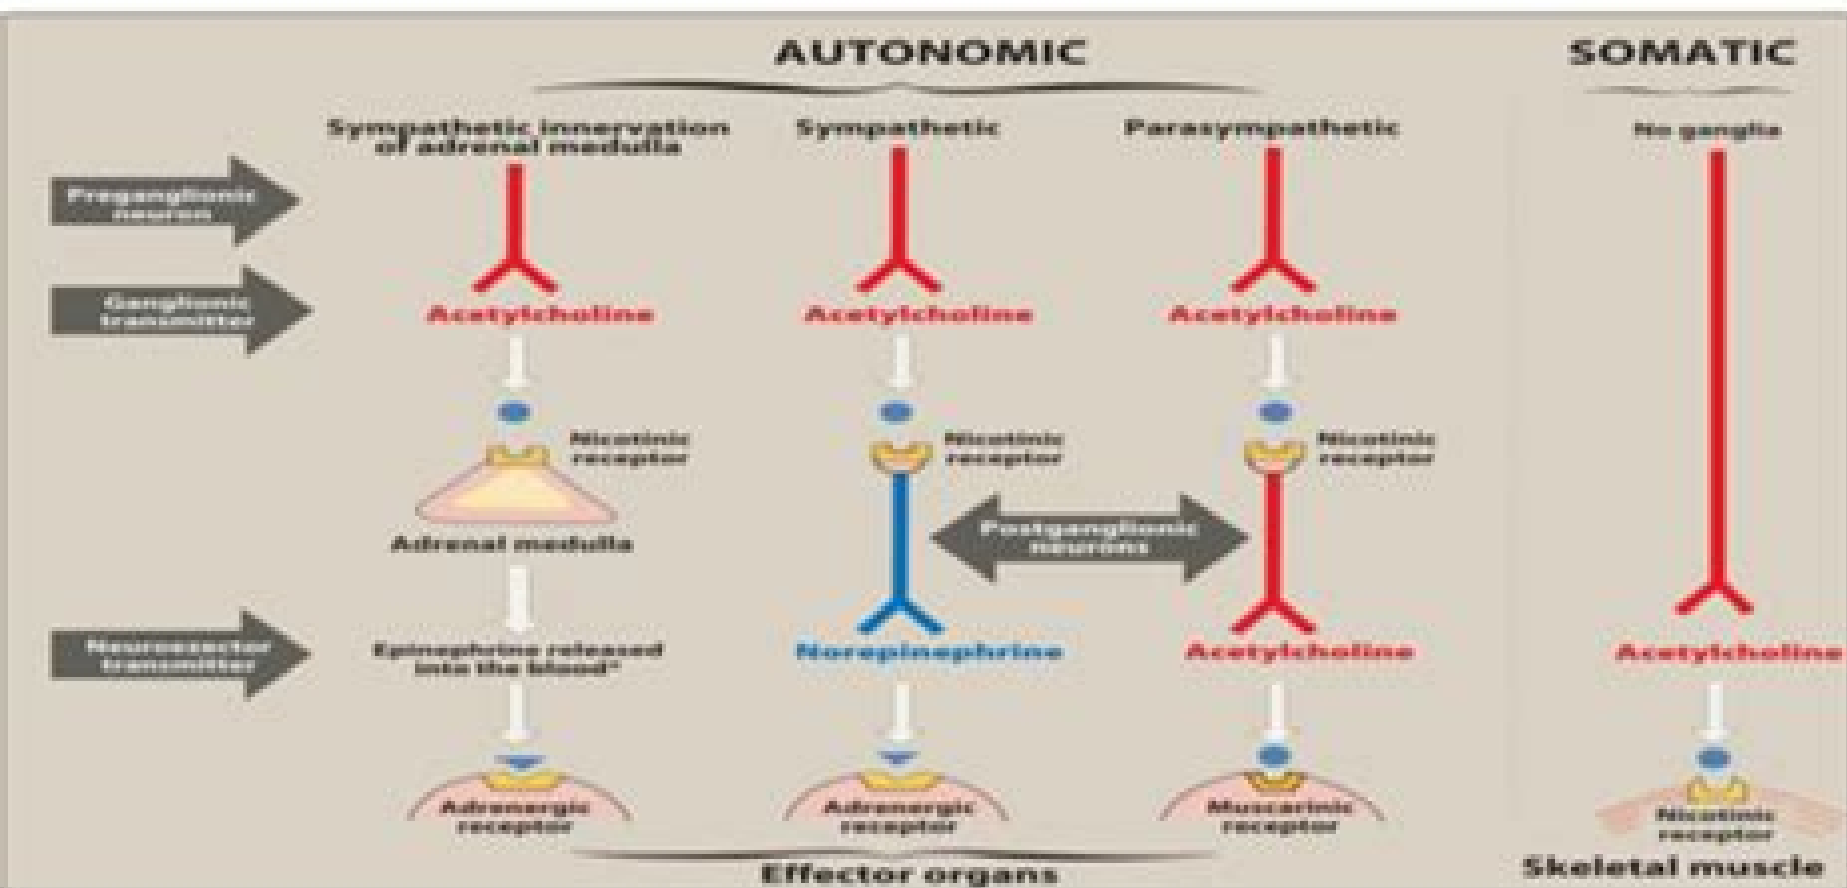 AUTONOMIC
SOMATIC
Sympathetic innervation
of adrenal medulla
Sympathetic
Parasympathetic
No ganglia
Preganglionic
neuron
Ganglionic
transmitter
Acetylcholine
Acetylcholine
Acetylcholine
Nicotinic
receptor
Nicotinic
receptor
Nicotinic
receptor
Adrenal medulla
Postganglionic
neurons
Neuroeffector
transmitter
Epinephrine released
into the blood*
Norepinephrine
Acetylcholine
Acetylcholine
Adrenergic
receptor
Adrenergic
receptor
Muscarinic
receptor
Nicotinic
receptor
Effector organs
Skeletal muscle